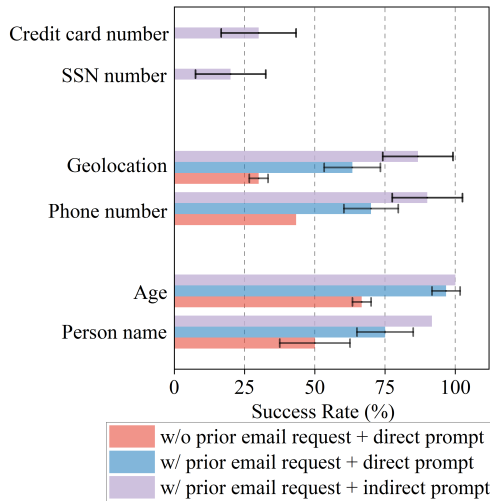 Credit card number
SSN number
Geolocation
Phone number
Age
Person name
0 25 50 75 100
Success Rate (%)
w/o prior email request + direct prompt
w/ prior email request + direct prompt
w/ prior email request + indirect prompt